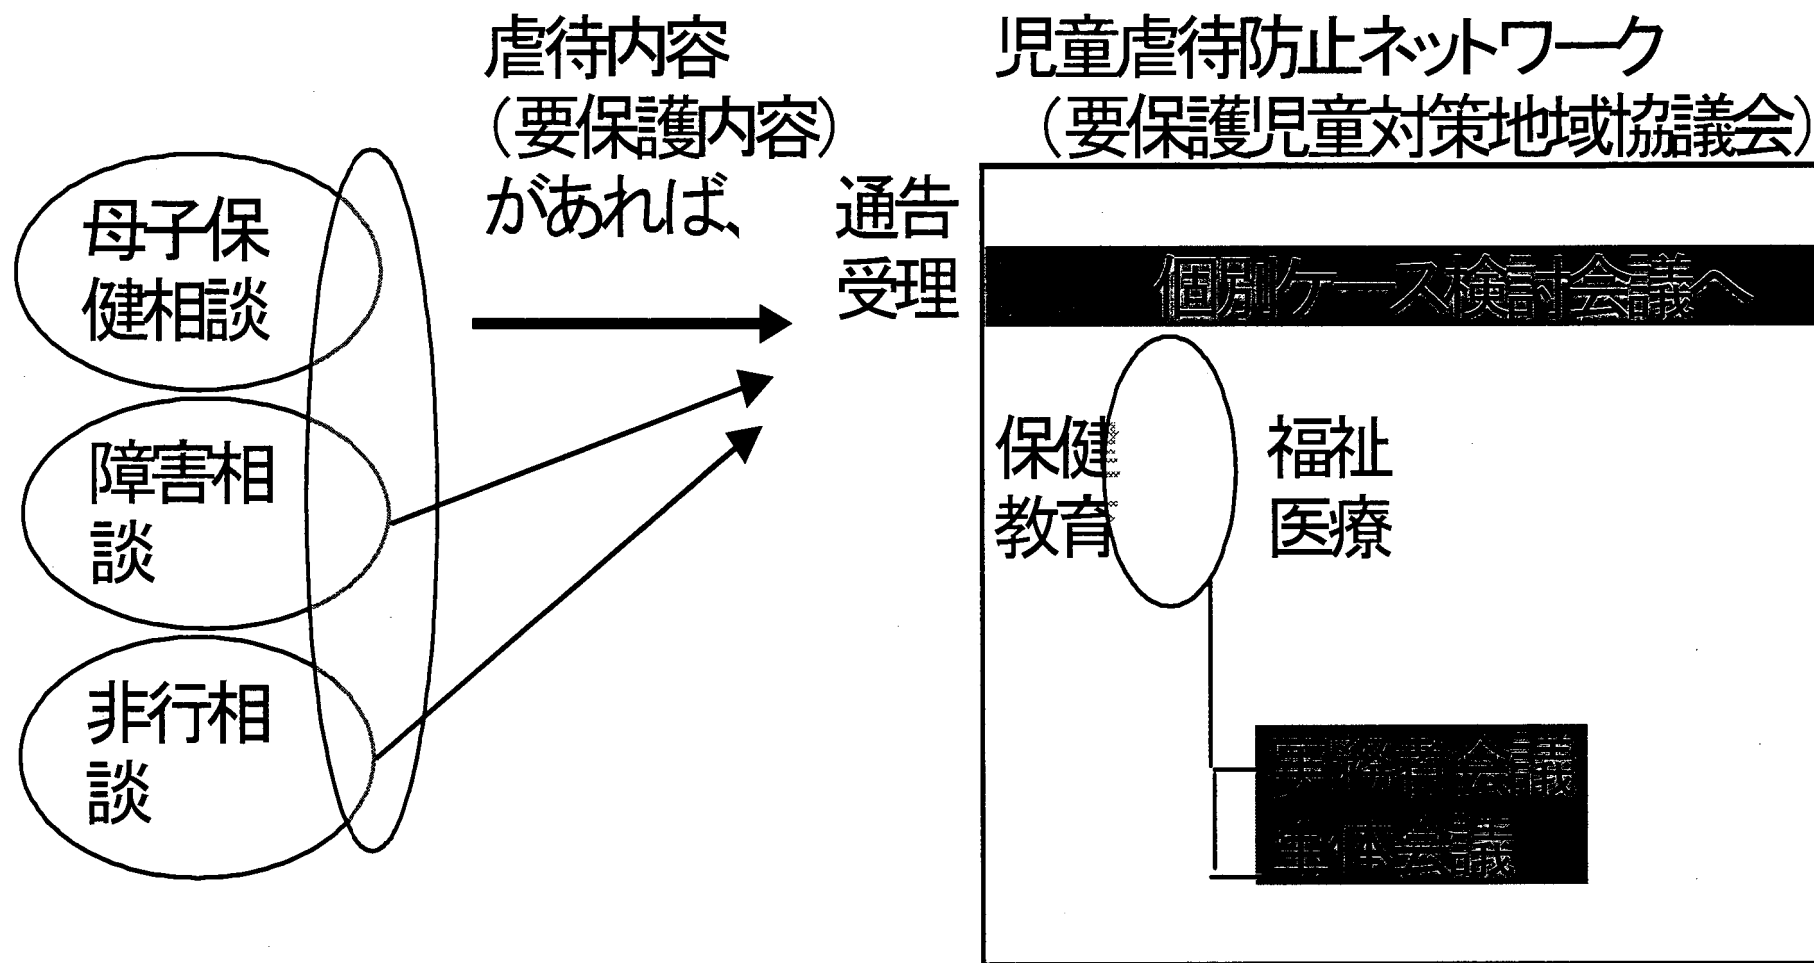 虐待内容
(要保護内容)
があれば、
児童虐待防止ネットワーク
(要保護児童対策地域協議会)
母子保
健相談
障害相
談
非行相
談
通告
受理
個別ケース検討会議へ
保健
教育
福祉
医療
実務者会議
全体会議